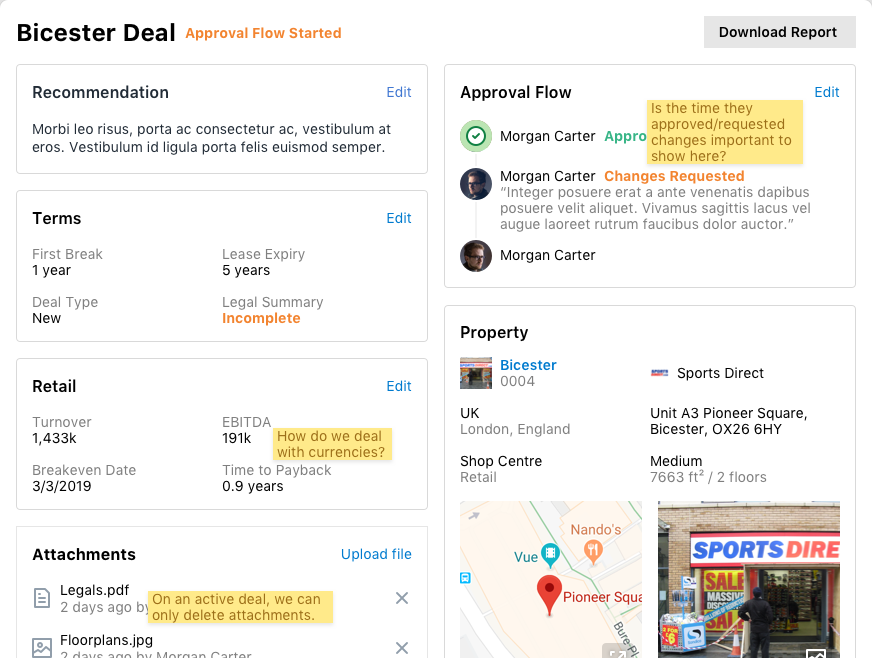 Bicester Deal Approval Flow Started
Download Report
Recommendation Edit
Morbi leo risus, porta ac consectetur ac, vestibulum at
eros. Vestibulum id ligula porta felis euismod semper.
Terms Edit
First Break Lease Expiry
1 year 5 years
Deal Type Legal Summary
New Incomplete
Retail Edit
Turnover EBITDA
1,433k 191k
How do we deal
with currencies?
Breakeven Date Time to Payback
3/3/2019 0.9 years
Attachments Upload file
Legals.pdf
2 days ago by
On an active deal, we can
only delete attachments.
Floorplans.jpg
2 days ago by Morgan Carter
Approval Flow Edit
Morgan Carter Appro
Is the time they
approved/requested
changes important to
show here?
Morgan Carter Changes Requested
“Integer posuere erat a ante venenatis dapibus
posuere velit aliquet. Vivamus sagittis lacus vel
augue laoreet rutrum faucibus dolor auctor.”
Morgan Carter
Property
Bicester
0004
SPORTS
Sports Direct
UK
London, England
Unit A3 Pioneer Square,
Bicester, OX26 6HY
Shop Centre
Retail
Medium
7663 ft² / 2 floors
Nando's
Vue
Pioneer Squa
Bure Pl
SPORTS DIRE
SALE
MASSIVE